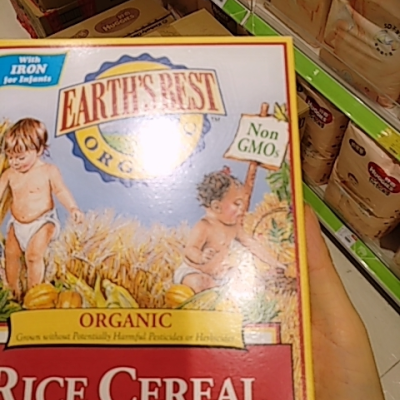 With
IRON
for Infants
EARTH'S BEST
™
ORGANIC
Non
GMOs
ORGANIC
Grown without Potentially Harmful Pesticides or Herbicides
RICE CEREAL